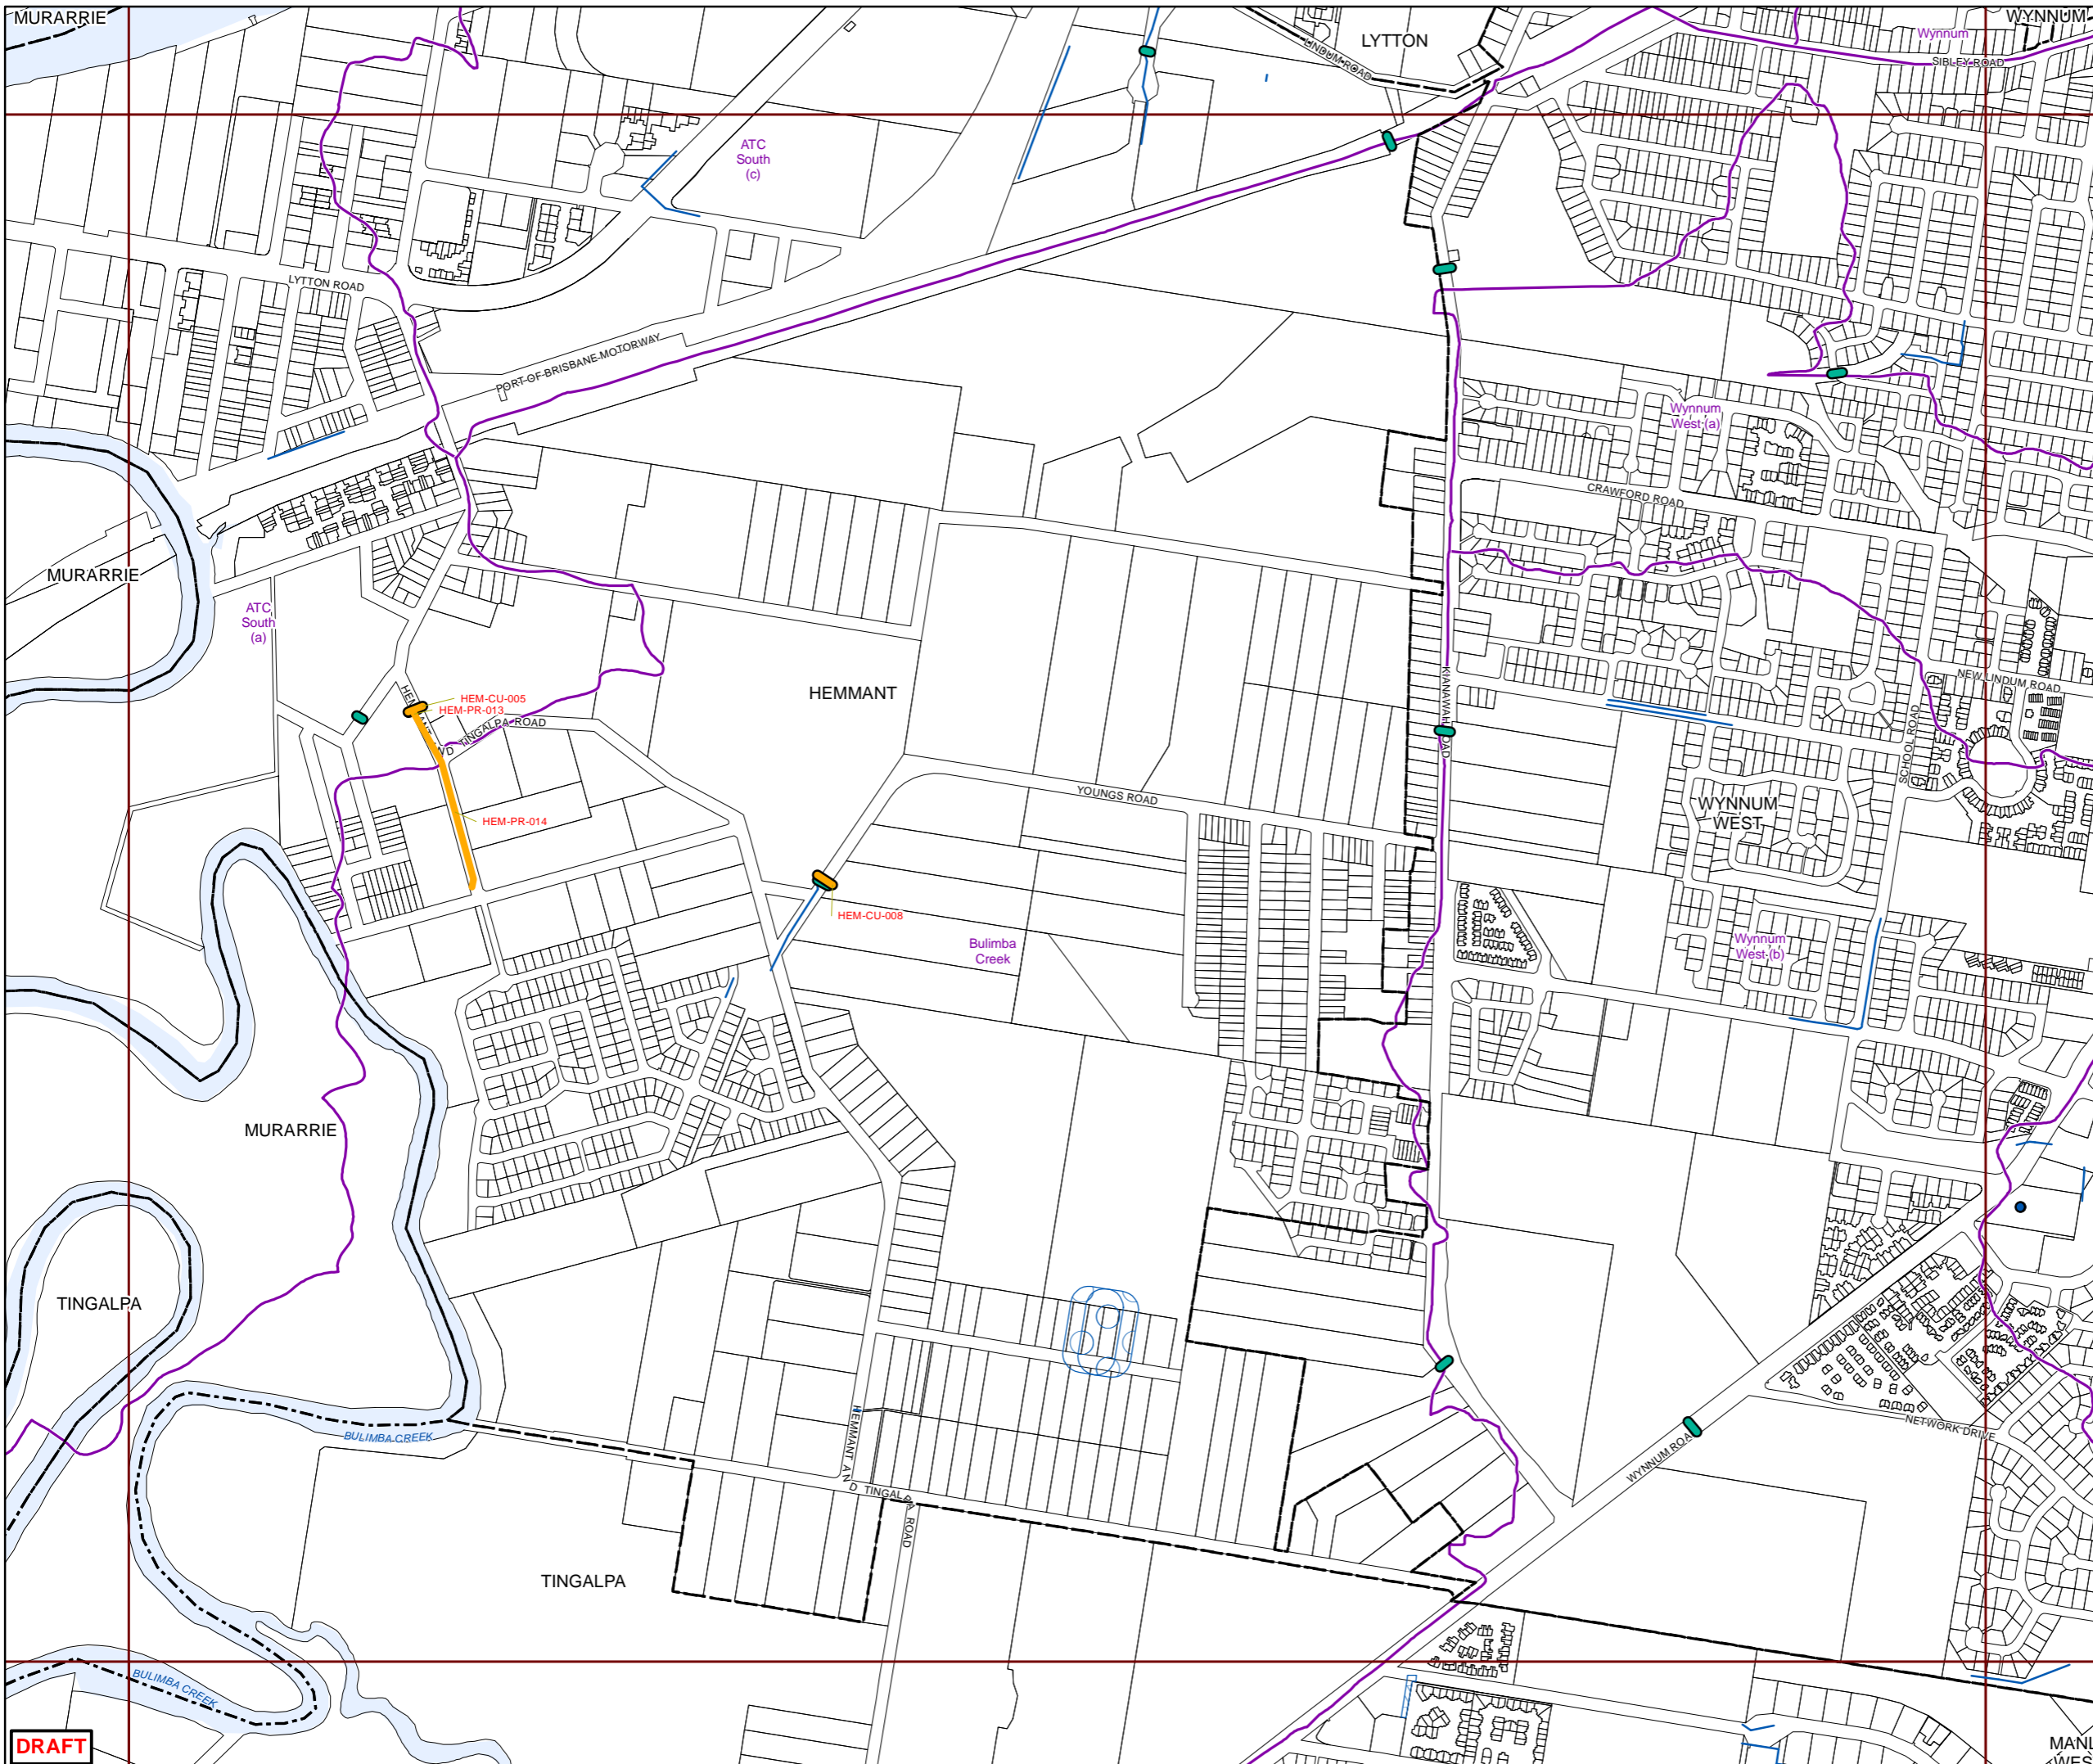 MURARRIE
LYTTON
WYNNUM
Wynnum
LINDUM ROAD
SIBLEY ROAD
ATC
South
(c)
LYTTON ROAD
PORT OF BRISBANE MOTORWAY
Wynnum
West (a)
CRAWFORD ROAD
MURARRIE
ATC
South
(a)
HEMMANT
KIANAWAH ROAD
NEW LINDUM ROAD
SCHOOL ROAD
HEM-CU-005
HEM-PR-013
HEMMANT AND TINGALPA ROAD
HEM-PR-014
YOUNGS ROAD
WYNNUM
WEST
HEM-CU-008
Bulimba
Creek
Wynnum
West (b)
MURARRIE
TINGALPA
BULIMBA CREEK
HEMMANT AND TINGALPA ROAD
WYNNUM ROAD
NETWORK DRIVE
TINGALPA
BULIMBA CREEK
DRAFT